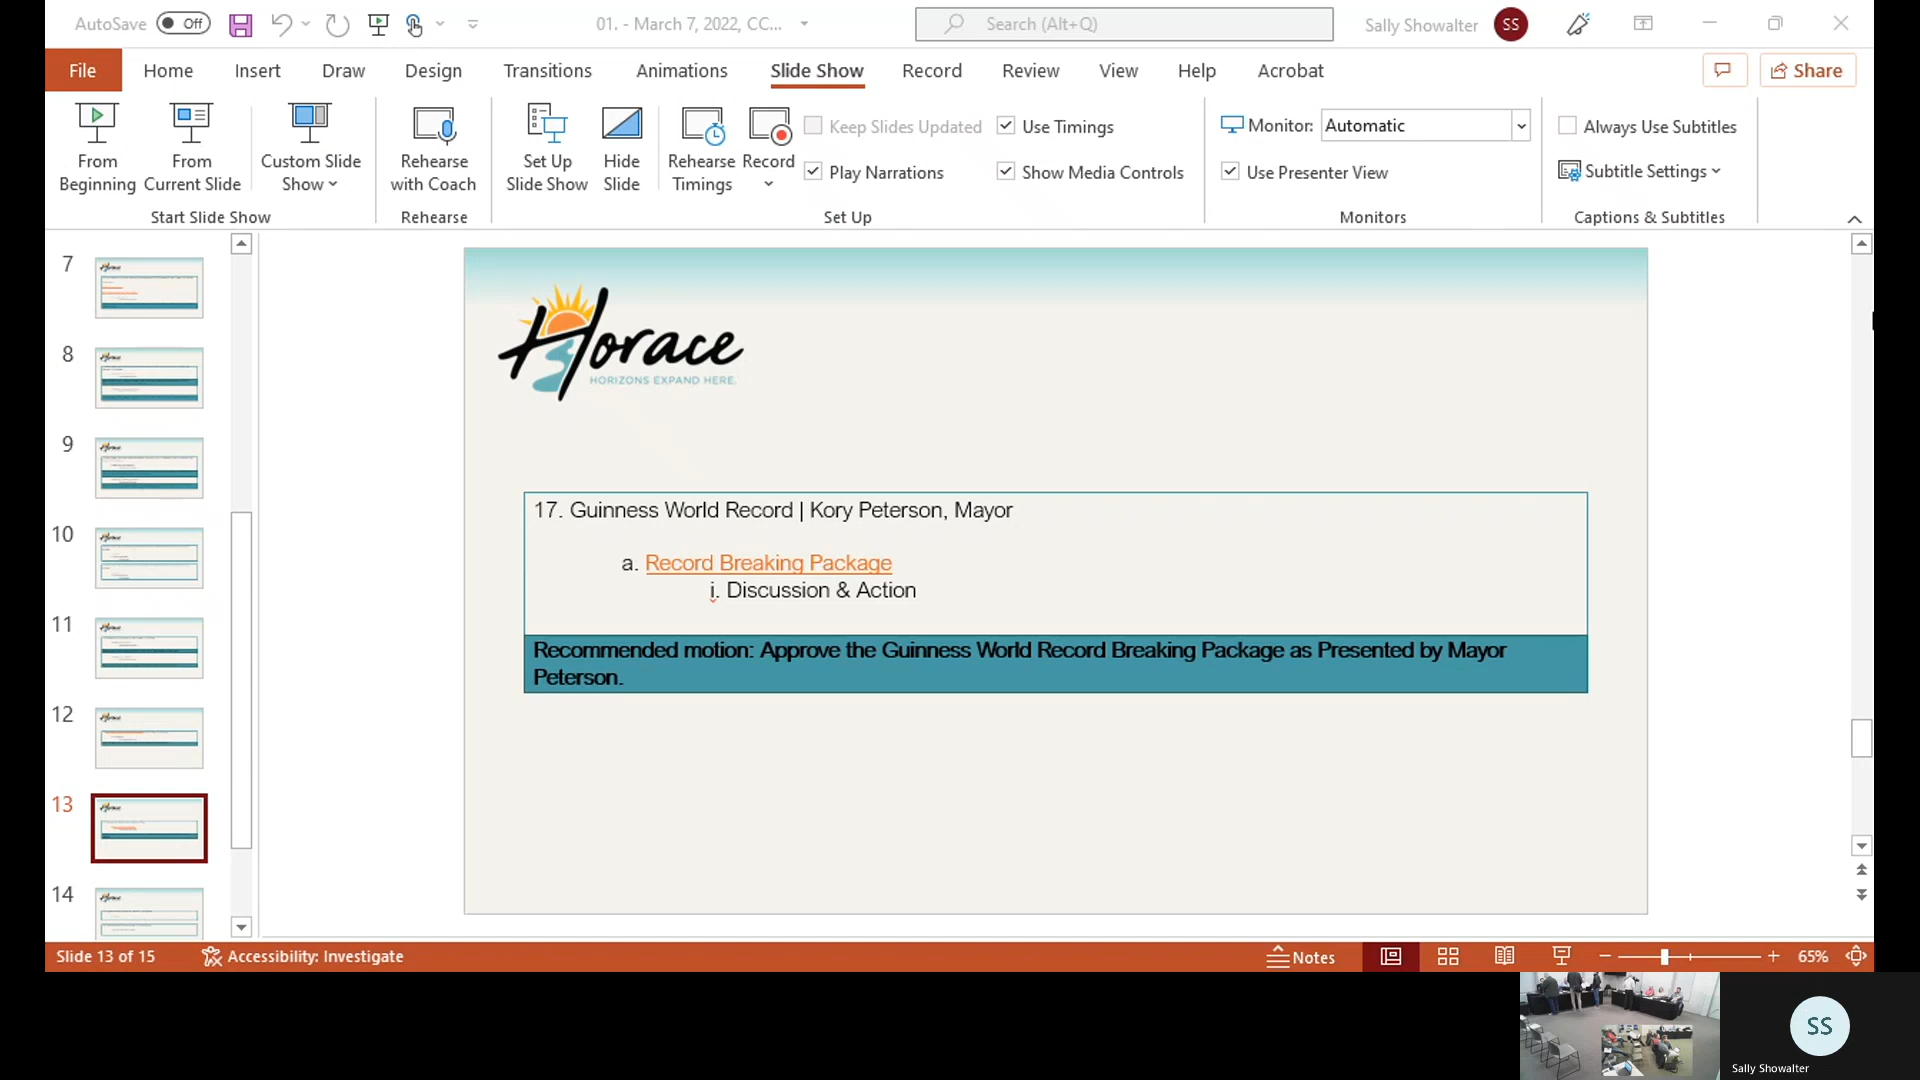 AutoSave Off
01. - March 7, 2022, CC...
Search (Alt+Q)
Sally Showalter SS
File Home Insert Draw Design Transitions Animations Slide Show Record Review View Help Acrobat Share
From Beginning
From Current Slide
Custom Slide Show
Start Slide Show
Rehearse with Coach
Rehearse
Set Up Slide Show
Hide Slide
Rehearse Timings
Record
Keep Slides Updated
Play Narrations
Use Timings
Show Media Controls
Set Up
Monitor: Automatic
Use Presenter View
Monitors
Always Use Subtitles
Subtitle Settings
Captions & Subtitles
7
8
9
10
11
12
13
14
Horace
HORIZONS EXPAND HERE.
17. Guinness World Record | Kory Peterson, Mayor
a. Record Breaking Package
i. Discussion & Action
Recommended motion: Approve the Guinness World Record Breaking Package as Presented by Mayor
Peterson.
Slide 13 of 15 Accessibility: Investigate Notes 65%
SS
Sally Showalter